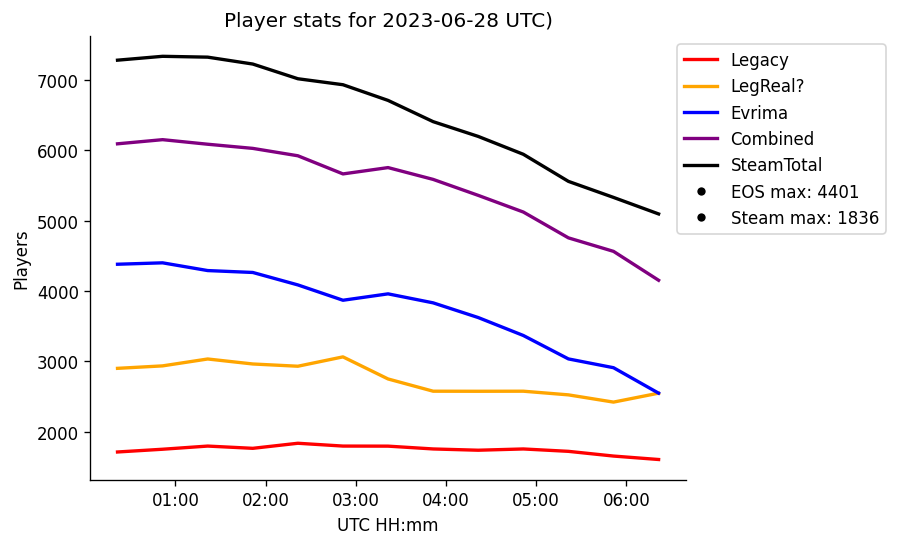 Player stats for 2023-06-28 UTC)
Legacy
LegReal?
Evrima
Combined
SteamTotal
EOS max: 4401
Steam max: 1836
Players
7000
6000
5000
4000
3000
2000
01:00 02:00 03:00 04:00 05:00 06:00
UTC HH:mm